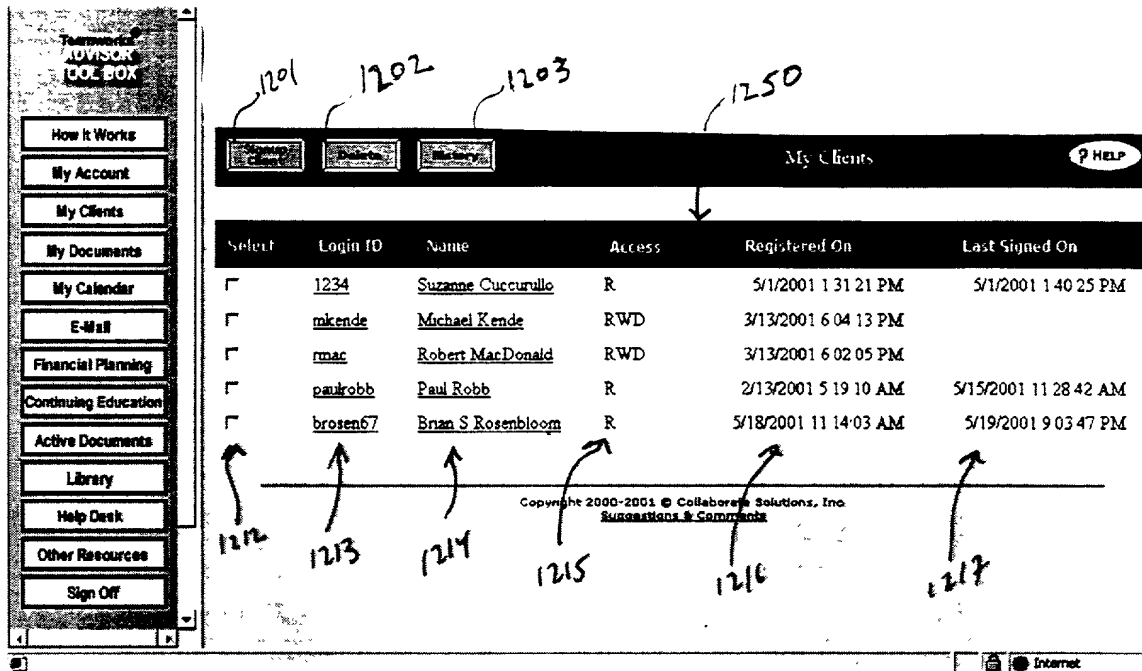 Teamworks
ADVISOR
TOOL BOX
How It Works
My Account
My Clients
My Documents
My Calendar
E-Mail
Financial Planning
Continuing Education
Active Documents
Library
Help Desk
Other Resources
Sign Off
1201 1202 1203 1250
Signup Client Delete History My Clients ? HELP
Select Login ID Name Access Registered On Last Signed On
1234 Suzanne Cuccurullo R 5/1/2001 1 31 21 PM 5/1/2001 1 40 25 PM
mkende Michael Kende RWD 3/13/2001 6 04 13 PM
rmac Robert MacDonald RWD 3/13/2001 6 02 05 PM
paulrobb Paul Robb R 2/13/2001 5 19 10 AM 5/15/2001 11 28 42 AM
brosen67 Brian S Rosenbloom R 5/18/2001 11 14:03 AM 5/19/2001 9 03 47 PM
Copyright 2000-2001 © Collaborate Solutions, Inc.
Suggestions & Comments
1212 1213 1214 1215 1216 1217
Internet